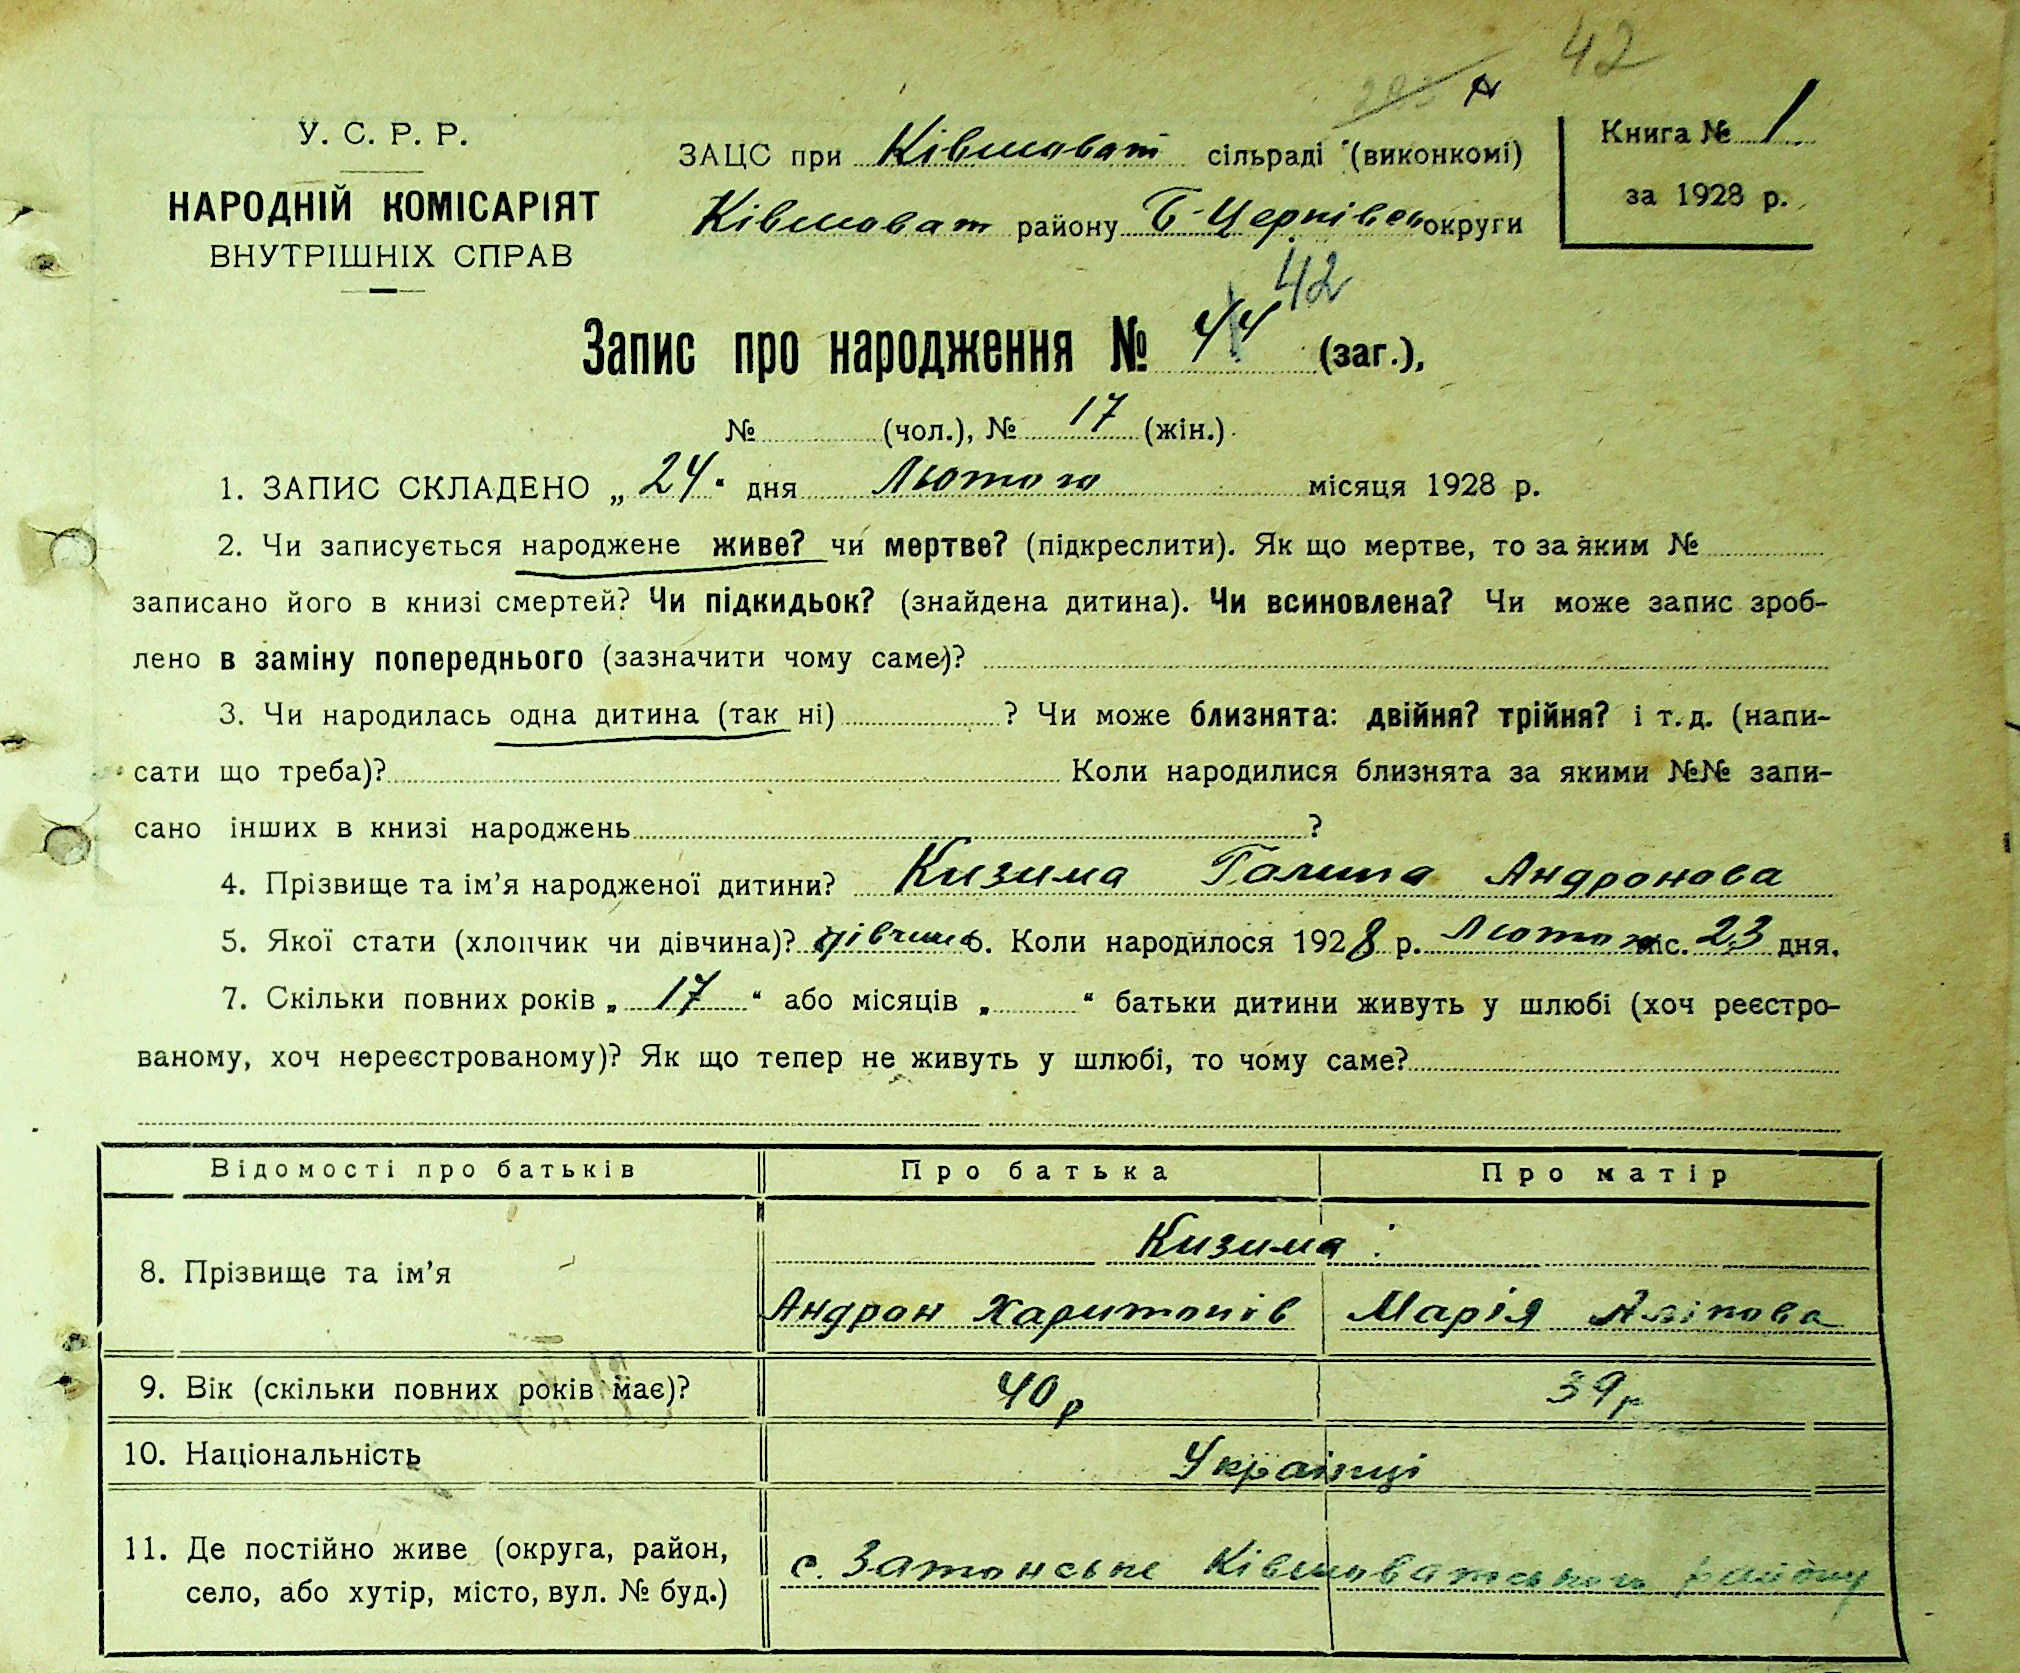 42
У. С. Р. Р.
НАРОДНІЙ КОМІСАРІЯТ
ВНУТРІШНІХ СПРАВ
ЗАЦС при Ківшоват сільраді (виконкомі)
Ківшоват району Б-Церківськ округи
Книга № 1
за 1928 р.
42
Запис про народження № 44 (заг.),
№ (чол.), № 17 (жін.)
1. ЗАПИС СКЛАДЕНО „ 24 “ дня Лютого місяця 1928 р.
2. Чи записується народжене живе? чи мертве? (підкреслити). Як що мертве, то за яким №
записано його в книзі смертей? Чи підкидьок? (знайдена дитина). Чи всиновлена? Чи може запис зроб-
лено в заміну попереднього (зазначити чому саме)?
3. Чи народилась одна дитина (так ні) ? Чи може близнята: двійня? трійня? і т. д. (напи-
сати що треба)? Коли народилися близнята за якими №№ запи-
сано інших в книзі народжень ?
4. Прізвище та ім’я народженої дитини? Кизима Галина Андронова
5. Якої стати (хлопчик чи дівчина)? дівчина 6. Коли народилося 1928 р. Лютого міс. 23 дня.
7. Скільки повних років „ 17 “ або місяців „ “ батьки дитини живуть у шлюбі (хоч реєстро-
ваному, хоч нереєстрованому)? Як що тепер не живуть у шлюбі, то чому саме?
Відомості про батьків Про батька Про матір
8. Прізвище та ім’я
Кизима
Андрон Харитонів Марія
9. Вік (скільки повних років має)? 40 р 39 р
10. Національність Українці
11. Де постійно живе (округа, район,
село, або хутір, місто, вул. № буд.)
с. Затонське Ківшоватського району